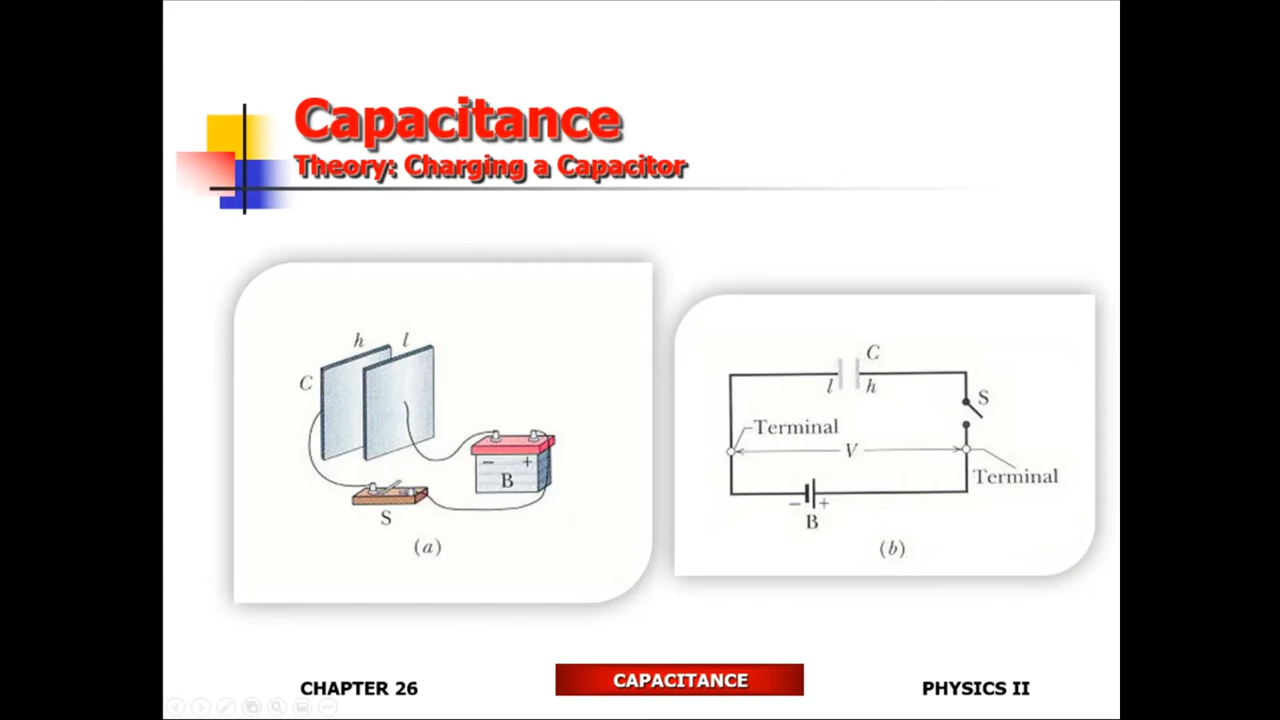 Capacitance
Theory: Charging a Capacitor
h l
C
- +
B
S
(a)
C
l h
S
Terminal
V
Terminal
- +
B
(b)
CHAPTER 26
CAPACITANCE
PHYSICS II